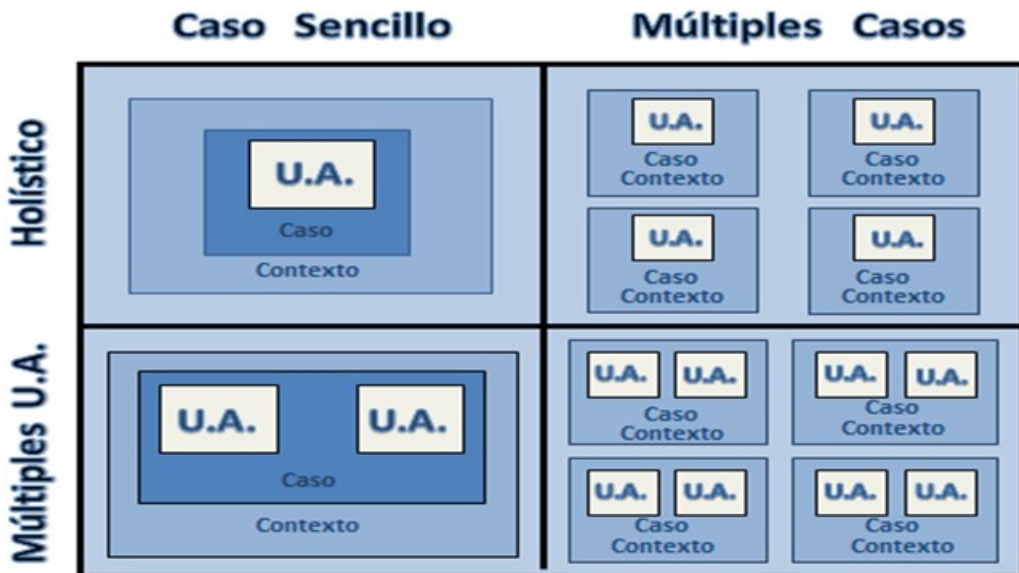 Caso Sencillo
Múltiples Casos
Holístico
U.A.
Caso
Contexto
U.A.
Caso
Contexto
U.A.
Caso
Contexto
U.A.
Caso
Contexto
U.A.
Caso
Contexto
Múltiples U.A.
U.A. U.A.
Caso
Contexto
U.A. U.A.
Caso
Contexto
U.A. U.A.
Caso
Contexto
U.A. U.A.
Caso
Contexto
U.A. U.A.
Caso
Contexto